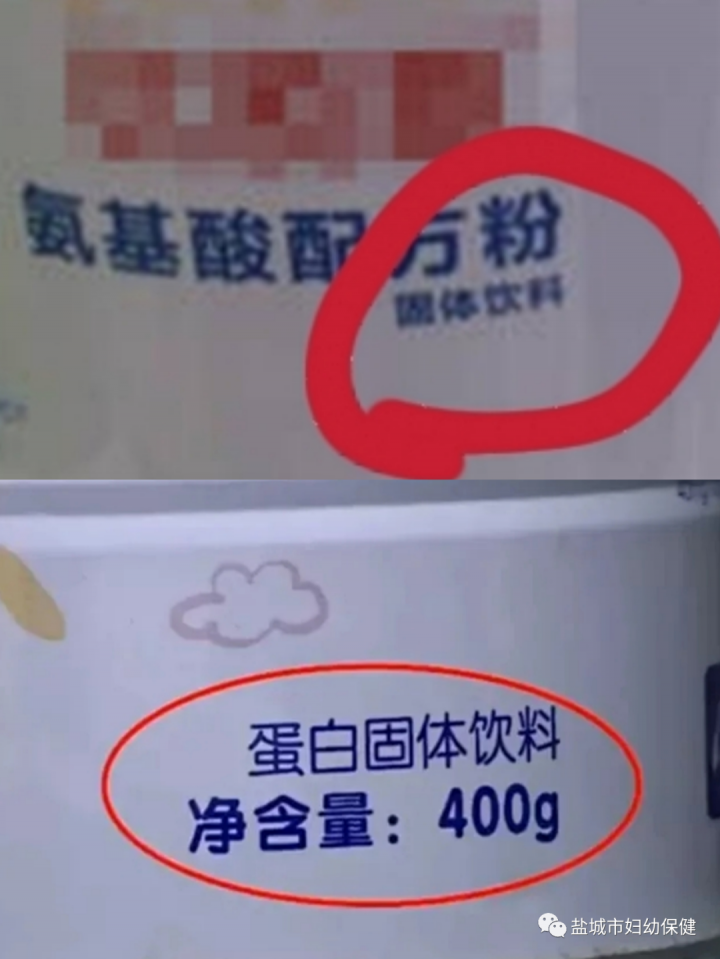 氨基酸配方粉
固体饮料
蛋白固体饮料
净含量：400g
盐城市妇幼保健